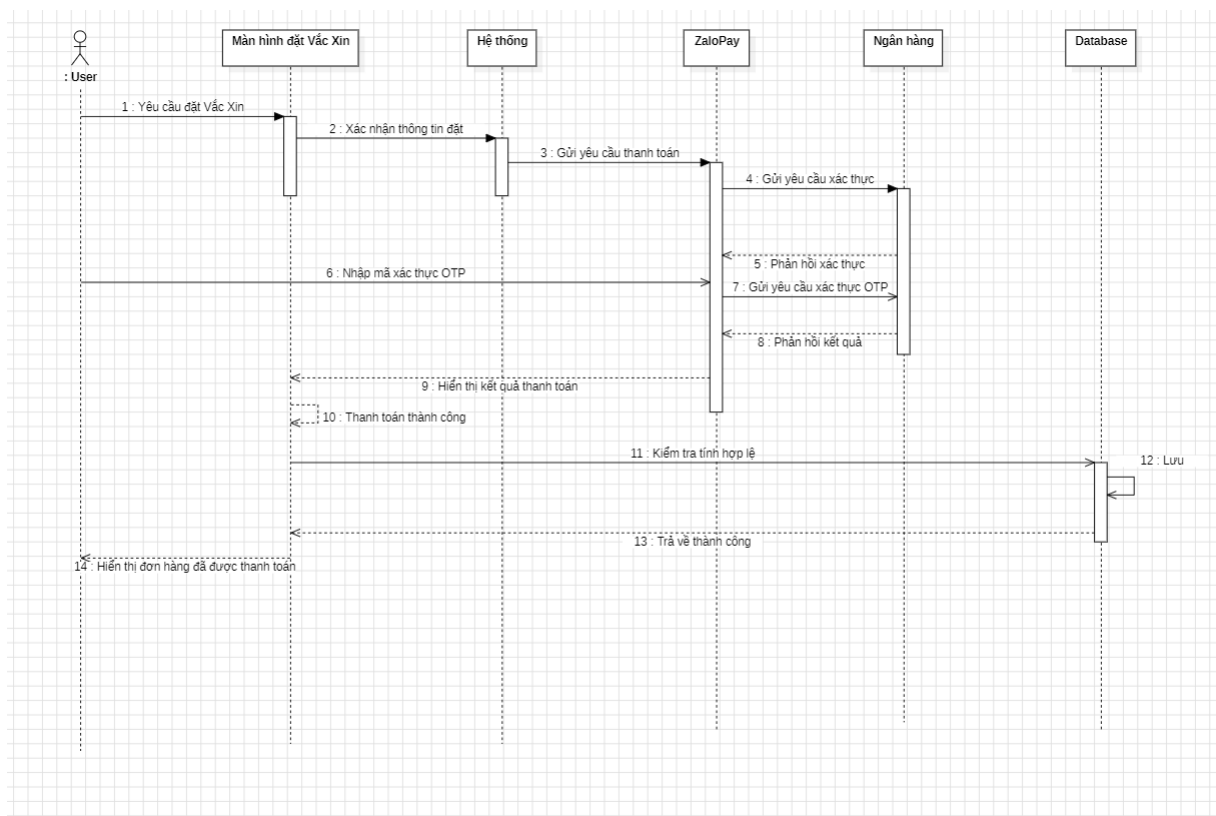 Màn hình đặt Vắc Xin
Hệ thống
ZaloPay
Ngân hàng
Database
: User
1 : Yêu cầu đặt Vắc Xin
2 : Xác nhận thông tin đặt
3 : Gửi yêu cầu thanh toán
4 : Gửi yêu cầu xác thực
5 : Phản hồi xác thực
6 : Nhập mã xác thực OTP
7 : Gửi yêu cầu xác thực OTP
8 : Phản hồi kết quả
9 : Hiển thị kết quả thanh toán
10 : Thanh toán thành công
11 : Kiểm tra tính hợp lệ
12 : Lưu
13 : Trả về thành công
14 : Hiển thị đơn hàng đã được thanh toán